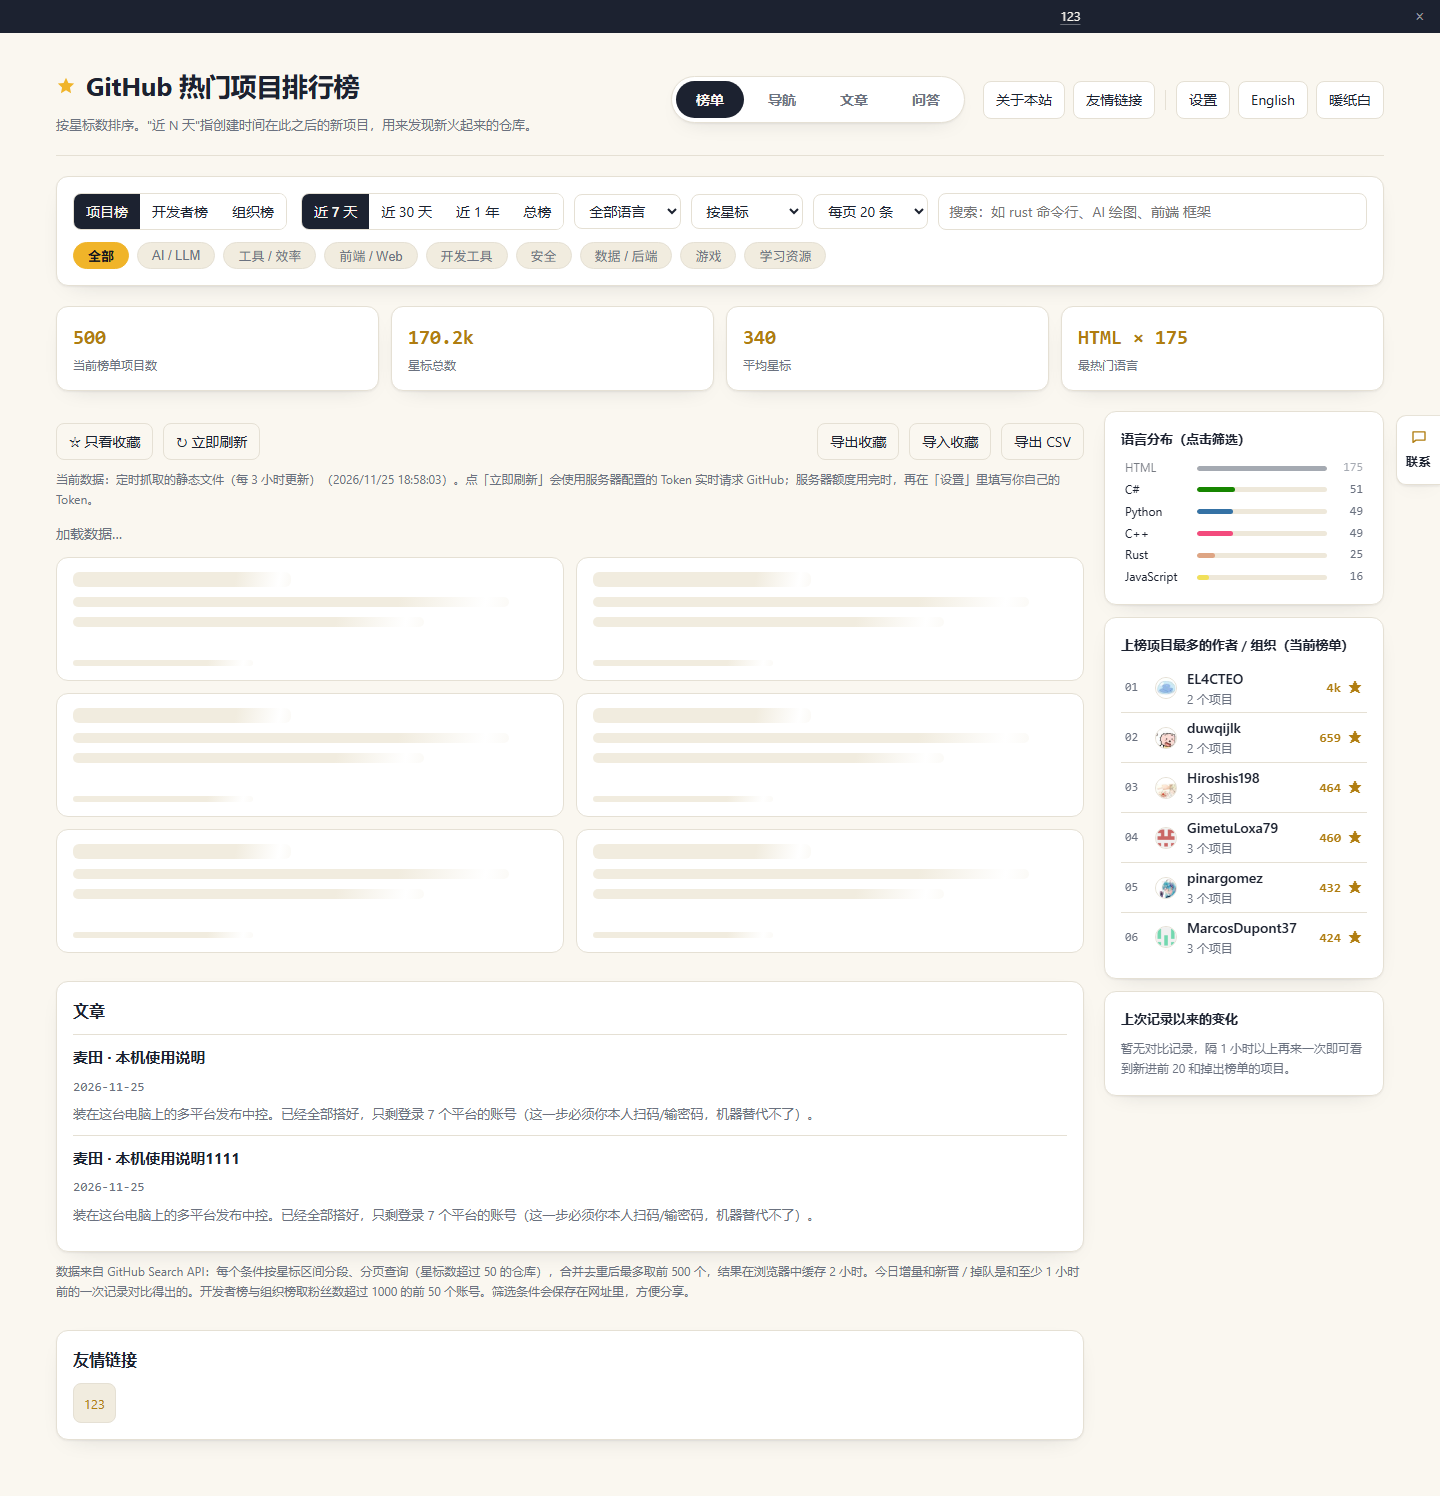 123
×
GitHub 热门项目排行榜
按星标数排序。"近 N 天"指创建时间在此之后的新项目，用来发现新火起来的仓库。
榜单 导航 文章 问答
关于本站 友情链接 设置 English 暖纸白
项目榜 开发者榜 组织榜 近 7 天 近 30 天 近 1 年 总榜 全部语言 按星标 每页 20 条 搜索：如 rust 命令行、AI 绘图、前端 框架
全部 AI / LLM 工具 / 效率 前端 / Web 开发工具 安全 数据 / 后端 游戏 学习资源
500
当前榜单项目数
170.2k
星标总数
340
平均星标
HTML × 175
最热门语言
☆ 只看收藏 ↻ 立即刷新 导出收藏 导入收藏 导出 CSV
当前数据：定时抓取的静态文件（每 3 小时更新）（2026/11/25 18:58:03）。点「立即刷新」会使用服务器配置的 Token 实时请求 GitHub；服务器额度用完时，再在「设置」里填写你自己的
Token。
加载数据...
文章
麦田 · 本机使用说明
2026-11-25
装在这台电脑上的多平台发布中控。已经全部搭好，只剩登录 7 个平台的账号（这一步必须你本人扫码/输密码，机器替代不了）。
麦田 · 本机使用说明1111
2026-11-25
装在这台电脑上的多平台发布中控。已经全部搭好，只剩登录 7 个平台的账号（这一步必须你本人扫码/输密码，机器替代不了）。
数据来自 GitHub Search API：每个条件按星标区间分段、分页查询（星标数超过 50 的仓库），合并去重后最多取前 500 个，结果在浏览器中缓存 2 小时。今日增量和新晋 / 掉队是和至少 1 小时
前的一次记录对比得出的。开发者榜与组织榜取粉丝数超过 1000 的前 50 个账号。筛选条件会保存在网址里，方便分享。
友情链接
123
语言分布（点击筛选）
HTML 175
C# 51
Python 49
C++ 49
Rust 25
JavaScript 16
上榜项目最多的作者 / 组织（当前榜单）
01 EL4CTEO 4k ★
2 个项目
02 duwqijlk 659 ★
2 个项目
03 Hiroshis198 464 ★
3 个项目
04 GimetuLoxa79 460 ★
3 个项目
05 pinargomez 432 ★
3 个项目
06 MarcosDupont37 424 ★
3 个项目
上次记录以来的变化
暂无对比记录，隔 1 小时以上再来一次即可看
到新进前 20 和掉出榜单的项目。
联系